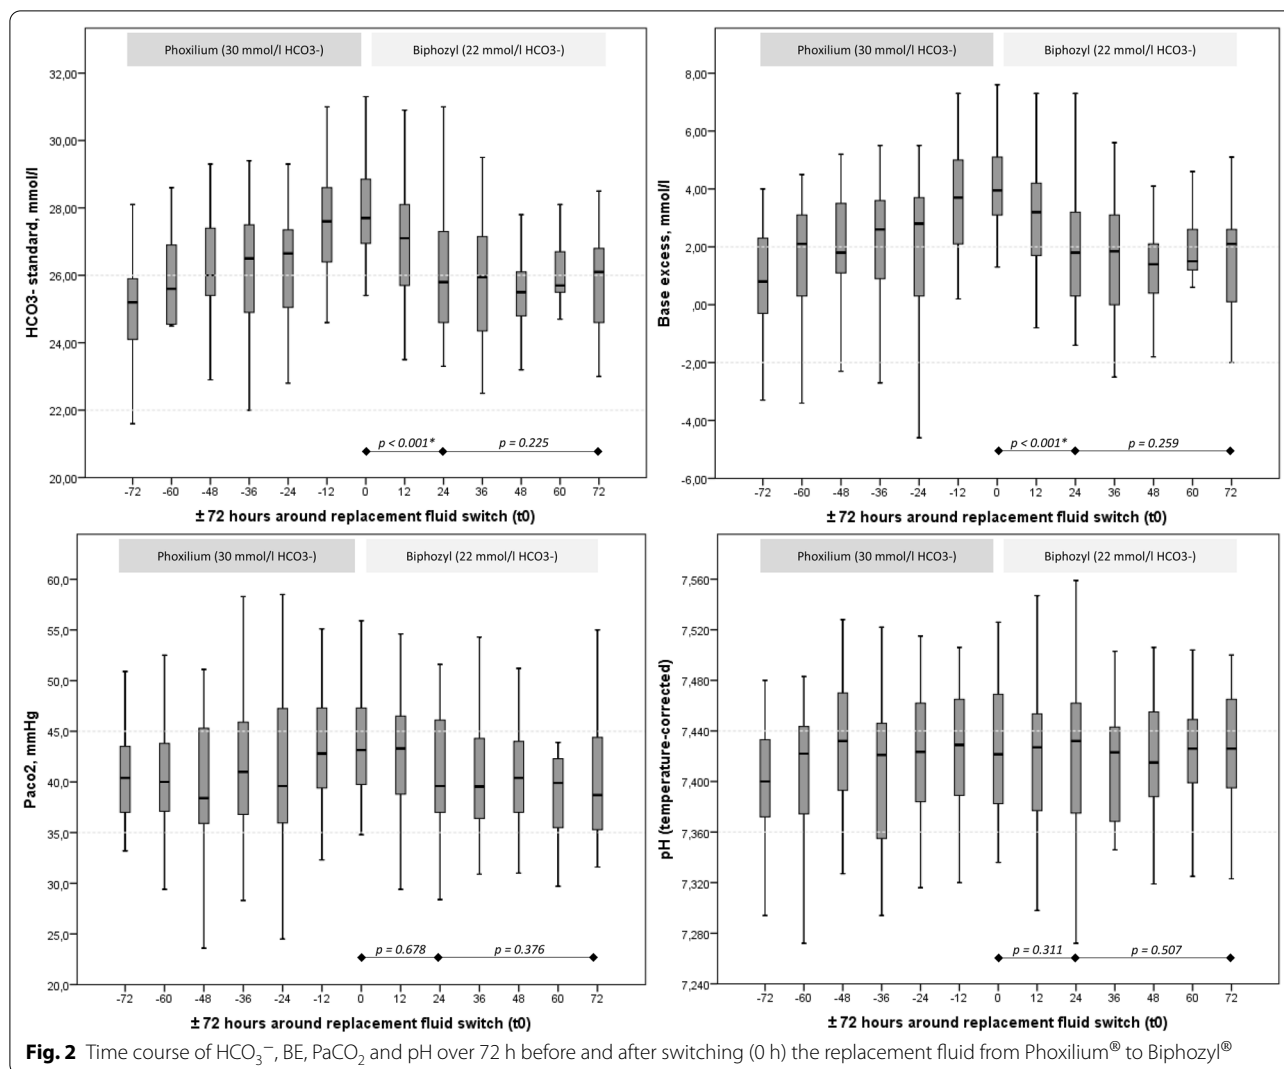 Phoxilium (30 mmol/l HCO3-)
Biphozyl (22 mmol/l HCO3-)
HCO3- standard, mmol/l
32,00
30,00
28,00
26,00
24,00
22,00
20,00
p < 0.001*
p = 0.225
-72 -60 -48 -36 -24 -12 0 12 24 36 48 60 72
±72 hours around replacement fluid switch (t0)
Phoxilium (30 mmol/l HCO3-)
Biphozyl (22 mmol/l HCO3-)
Base excess, mmol/l
8,00
6,00
4,00
2,00
,00
-2,00
-4,00
-6,00
p < 0.001*
p = 0.259
-72 -60 -48 -36 -24 -12 0 12 24 36 48 60 72
±72 hours around replacement fluid switch (t0)
Phoxilium (30 mmol/l HCO3-)
Biphozyl (22 mmol/l HCO3-)
Paco2, mmHg
60,0
55,0
50,0
45,0
40,0
35,0
30,0
25,0
20,0
p = 0.678
p = 0.376
-72 -60 -48 -36 -24 -12 0 12 24 36 48 60 72
±72 hours around replacement fluid switch (t0)
Phoxilium (30 mmol/l HCO3-)
Biphozyl (22 mmol/l HCO3-)
pH (temperature-corrected)
7,560
7,520
7,480
7,440
7,400
7,360
7,320
7,280
7,240
p = 0.311
p = 0.507
-72 -60 -48 -36 -24 -12 0 12 24 36 48 60 72
±72 hours around replacement fluid switch (t0)
Fig. 2 Time course of HCO₃⁻, BE, PaCO₂ and pH over 72 h before and after switching (0 h) the replacement fluid from Phoxilium® to Biphozyl®